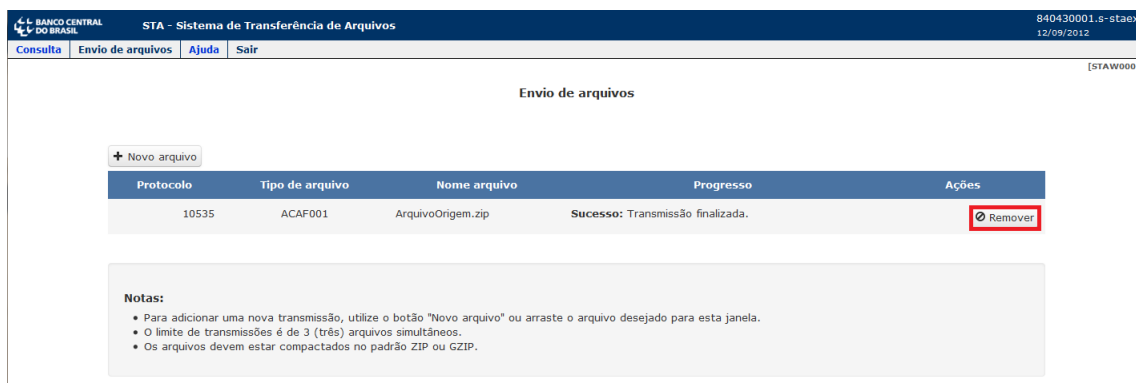 BANCO CENTRAL
DO BRASIL
STA - Sistema de Transferência de Arquivos
840430001.s-staex
12/09/2012
Consulta Envio de arquivos Ajuda Sair
[STAW000
Envio de arquivos
Novo arquivo
Protocolo Tipo de arquivo Nome arquivo Progresso Ações
10535 ACAF001 ArquivoOrigem.zip Sucesso: Transmissão finalizada. Remover
Notas:
• Para adicionar uma nova transmissão, utilize o botão "Novo arquivo" ou arraste o arquivo desejado para esta janela.
• O limite de transmissões é de 3 (três) arquivos simultâneos.
• Os arquivos devem estar compactados no padrão ZIP ou GZIP.